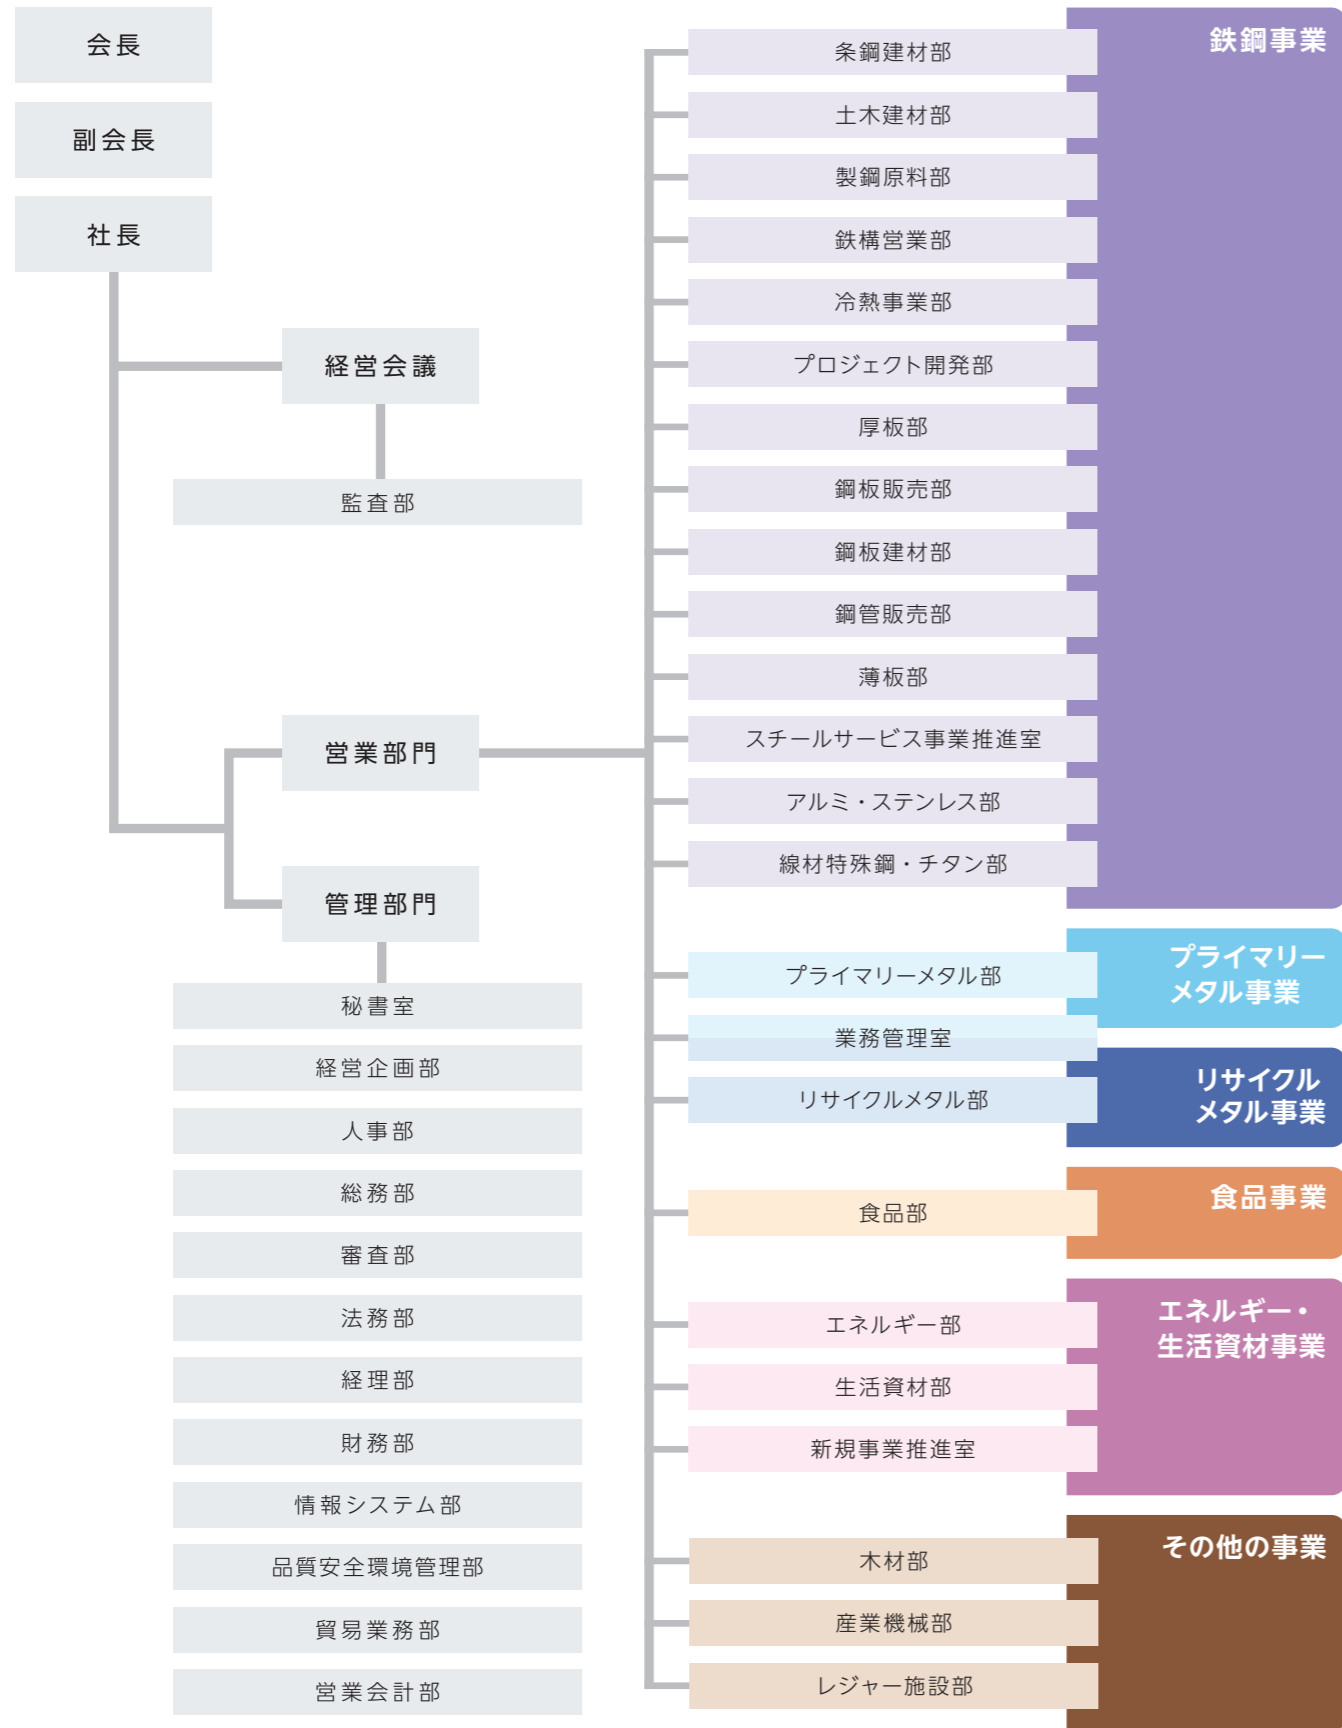 会長
副会長
社長
経営会議
監査部
営業部門
管理部門
秘書室
経営企画部
人事部
総務部
審査部
法務部
経理部
財務部
情報システム部
品質安全環境管理部
貿易業務部
営業会計部
鉄鋼事業
条鋼建材部
土木建材部
製鋼原料部
鉄構営業部
冷熱事業部
プロジェクト開発部
厚板部
鋼板販売部
鋼板建材部
鋼管販売部
薄板部
スチールサービス事業推進室
アルミ・ステンレス部
線材特殊鋼・チタン部
プライマリー
メタル事業
プライマリーメタル部
業務管理室
リサイクル
メタル事業
リサイクルメタル部
食品事業
食品部
エネルギー・
生活資材事業
エネルギー部
生活資材部
新規事業推進室
その他の事業
木材部
産業機械部
レジャー施設部